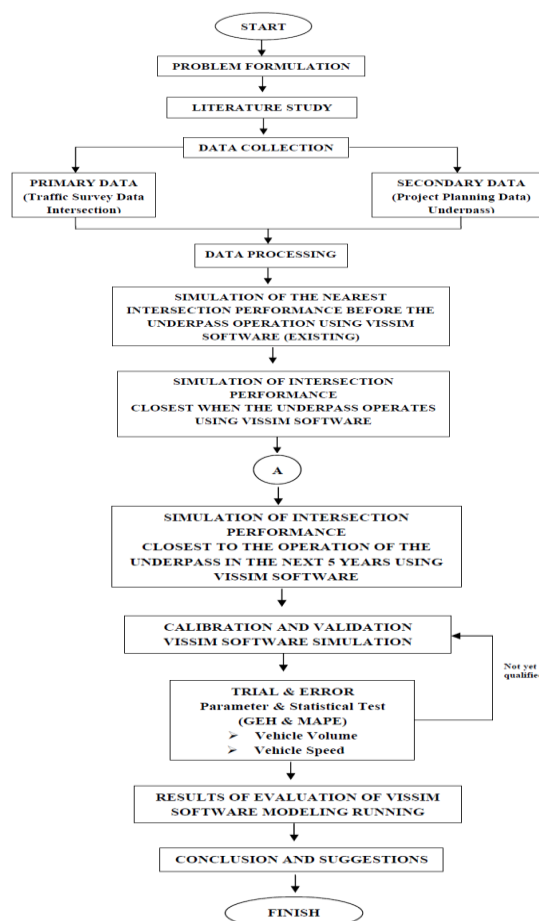 START
PROBLEM FORMULATION
LITERATURE STUDY
DATA COLLECTION
PRIMARY DATA
(Traffic Survey Data
Intersection)
SECONDARY DATA
(Project Planning Data)
Underpass)
DATA PROCESSING
SIMULATION OF THE NEAREST
INTERSECTION PERFORMANCE BEFORE THE
UNDERPASS OPERATION USING VISSIM
SOFTWARE (EXISTING)
SIMULATION OF INTERSECTION
PERFORMANCE
CLOSEST WHEN THE UNDERPASS OPERATES
USING VISSIM SOFTWARE
A
SIMULATION OF INTERSECTION
PERFORMANCE
CLOSEST TO THE OPERATION OF THE
UNDERPASS IN THE NEXT 5 YEARS USING
VISSIM SOFTWARE
CALIBRATION AND VALIDATION
VISSIM SOFTWARE SIMULATION
Not yet
qualified
TRIAL & ERROR
Parameter & Statistical Test
(GEH & MAPE)
➢ Vehicle Volume
➢ Vehicle Speed
RESULTS OF EVALUATION OF VISSIM
SOFTWARE MODELING RUNNING
CONCLUSION AND SUGGESTIONS
FINISH